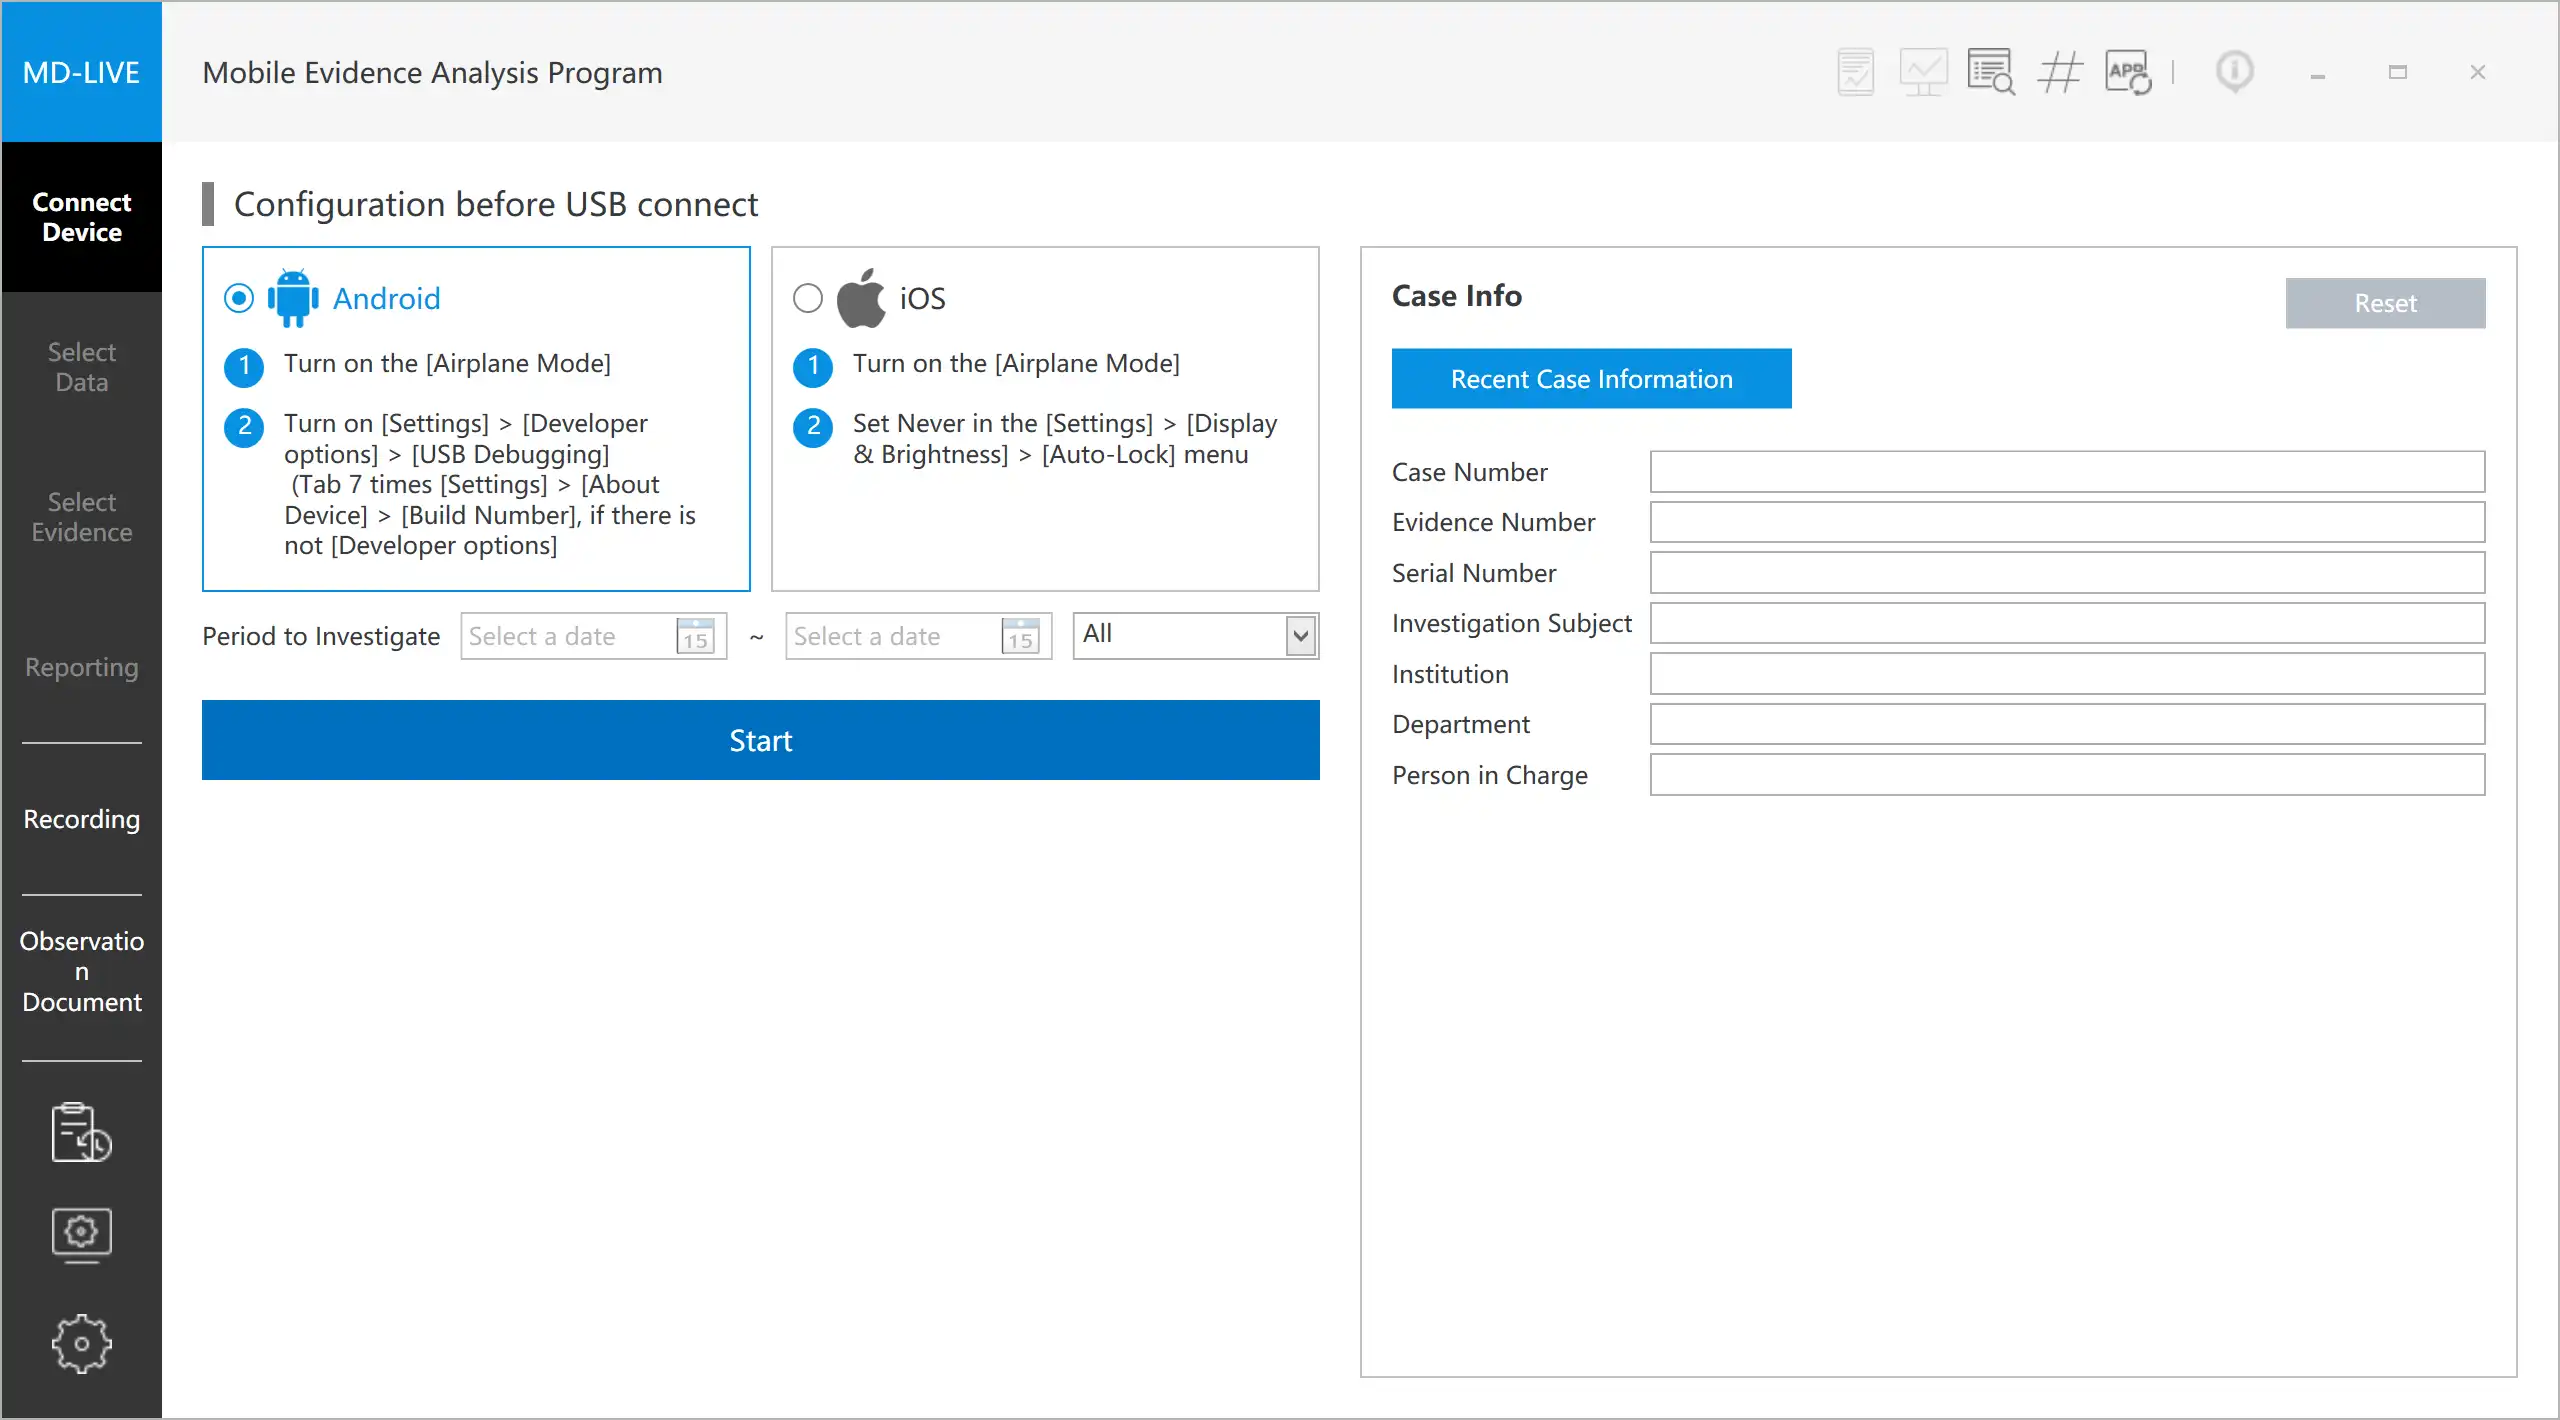 MD-LIVE
Mobile Evidence Analysis Program
APP
Connect
Device
Select
Data
Select
Evidence
Reporting
Recording
Observatio
n
Document
Configuration before USB connect
Android
1 Turn on the [Airplane Mode]
2 Turn on [Settings] > [Developer
options] > [USB Debugging]
(Tab 7 times [Settings] > [About
Device] > [Build Number], if there is
not [Developer options]
iOS
1 Turn on the [Airplane Mode]
2 Set Never in the [Settings] > [Display
& Brightness] > [Auto-Lock] menu
Period to Investigate Select a date 15 ~ Select a date 15 All
Start
Case Info
Reset
Recent Case Information
Case Number
Evidence Number
Serial Number
Investigation Subject
Institution
Department
Person in Charge